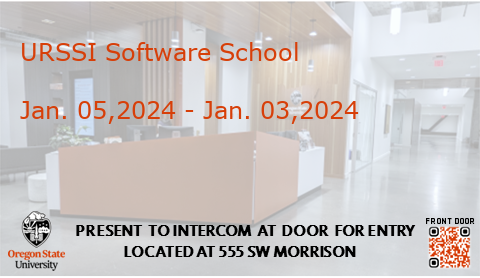 URSSI Software School
Jan. 05,2024 - Jan. 03,2024
PRESENT TO INTERCOM AT DOOR FOR ENTRY
LOCATED AT 555 SW MORRISON
FRONT DOOR
Oregon State
University